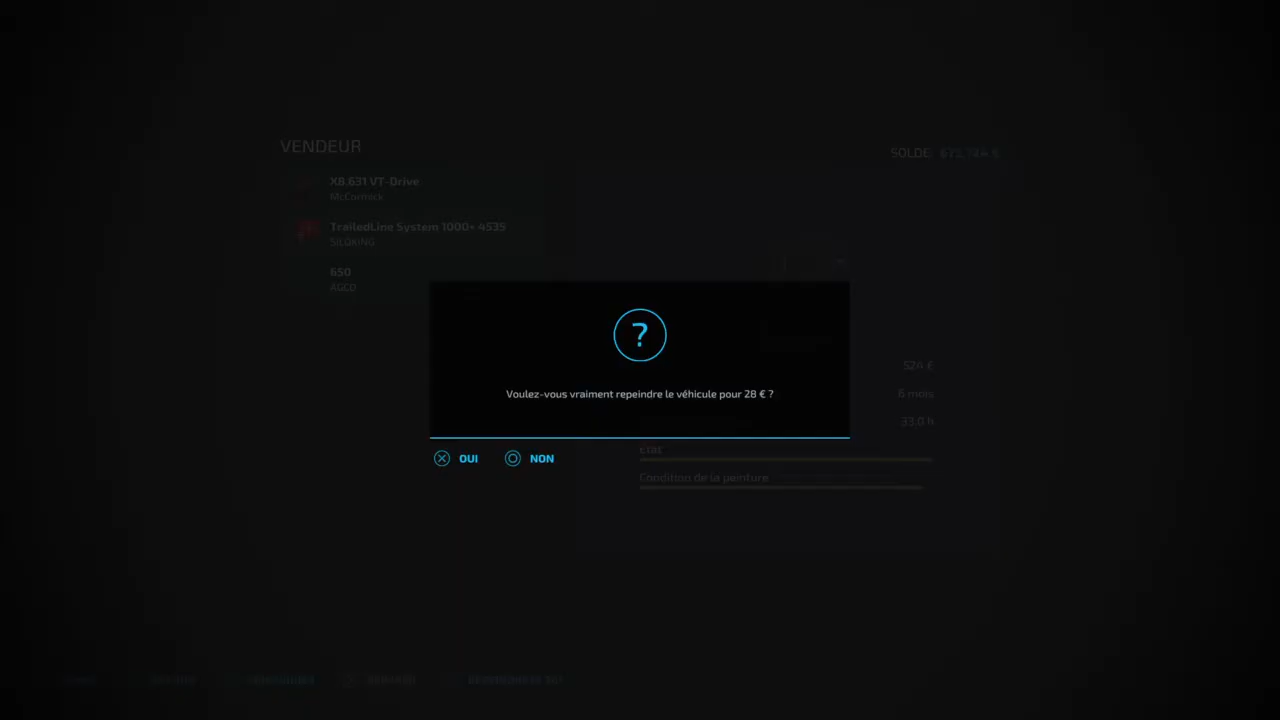 VENDEUR
SOLDE:
X8.631 VT-Drive
McCormick
TrailedLine System 1000+ 4535
SILOKING
650
AGCO
Voulez-vous vraiment repeindre le véhicule pour 28 € ?
524 €
6 mois
33.0 h
OUI
NON
État
Condition de la peinture